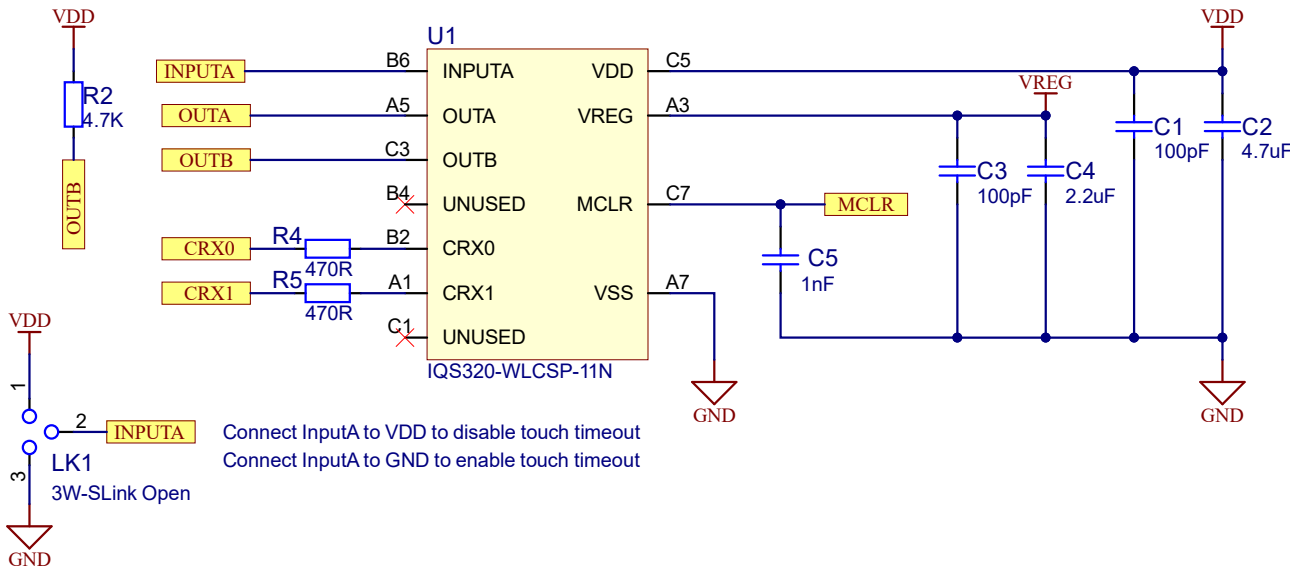 VDD
R2
4.7K
OUTB
U1
INPUTA
B6
INPUTA
VDD
C5
VDD
OUTA
A5
OUTA
VREG
A3
VREG
OUTB
C3
OUTB
C1
100pF
C2
4.7uF
C3
100pF
C4
2.2uF
B4
UNUSED
MCLR
C7
MCLR
CRX0
R4
470R
B2
CRX0
C5
1nF
CRX1
R5
470R
A1
CRX1
VSS
A7
C1
UNUSED
IQS320-WLCSP-11N
GND
GND
VDD
1
2
INPUTA
3
LK1
3W-SLink Open
GND
Connect InputA to VDD to disable touch timeout
Connect InputA to GND to enable touch timeout